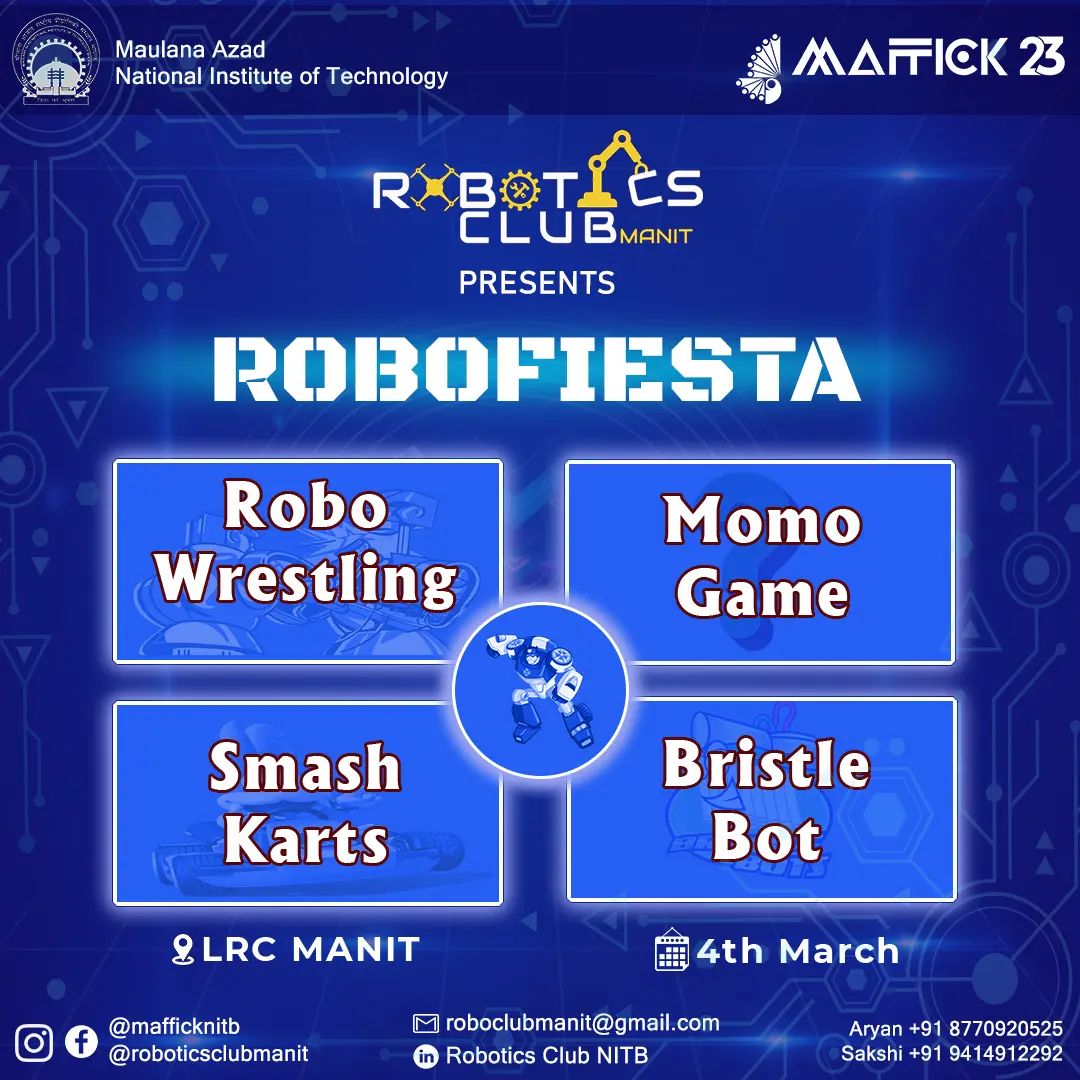 Maulana Azad
National Institute of Technology
MAFFICK 23
ROBOTICS
CLUB MANIT
PRESENTS
ROBOFIESTA
Robo
Wrestling
Momo
Game
Smash
Karts
Bristle
Bot
LRC MANIT
4th March
@mafficknitb
@roboticsclubmanit
roboclubmanit@gmail.com
Robotics Club NITB
Aryan +91 8770920525
Sakshi +91 9414912292